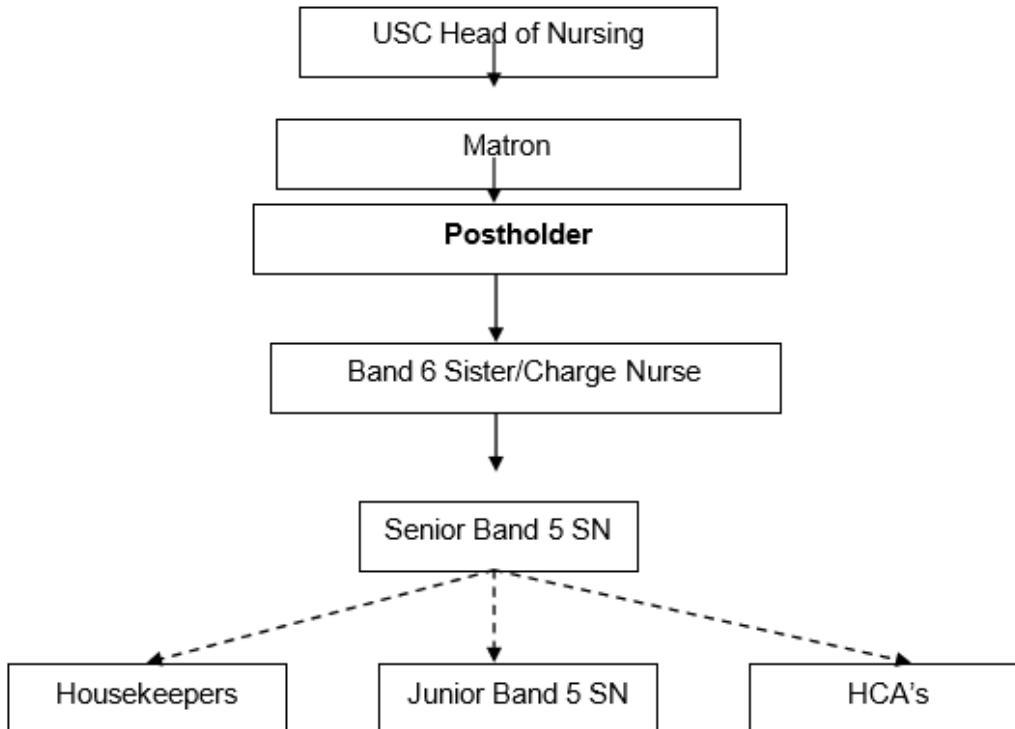 USC Head of Nursing
Matron
Postholder
Band 6 Sister/Charge Nurse
Senior Band 5 SN
Housekeepers
Junior Band 5 SN
HCA's